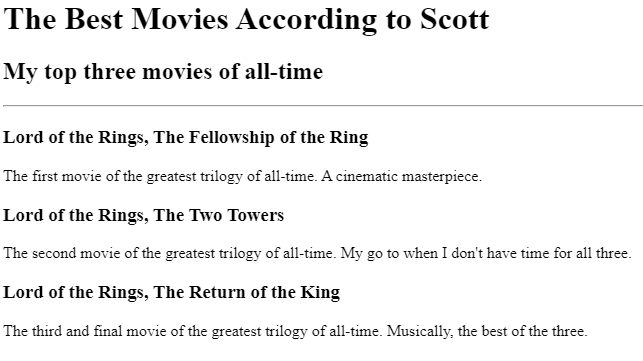 The Best Movies According to Scott
My top three movies of all-time
Lord of the Rings, The Fellowship of the Ring
The first movie of the greatest trilogy of all-time. A cinematic masterpiece.
Lord of the Rings, The Two Towers
The second movie of the greatest trilogy of all-time. My go to when I don't have time for all three.
Lord of the Rings, The Return of the King
The third and final movie of the greatest trilogy of all-time. Musically, the best of the three.